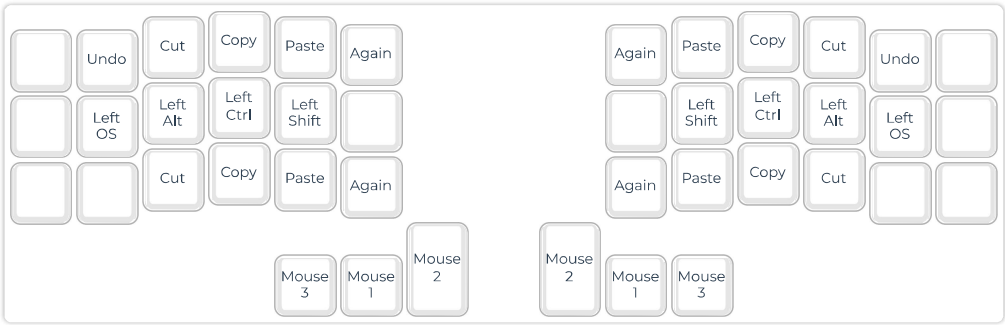 Undo Cut Copy Paste Again Again Paste Copy Cut Undo
Left OS Left Alt Left Ctrl Left Shift Left Shift Left Ctrl Left Alt Left OS
Cut Copy Paste Again Again Paste Copy Cut
Mouse 3 Mouse 1 Mouse 2 Mouse 2 Mouse 1 Mouse 3